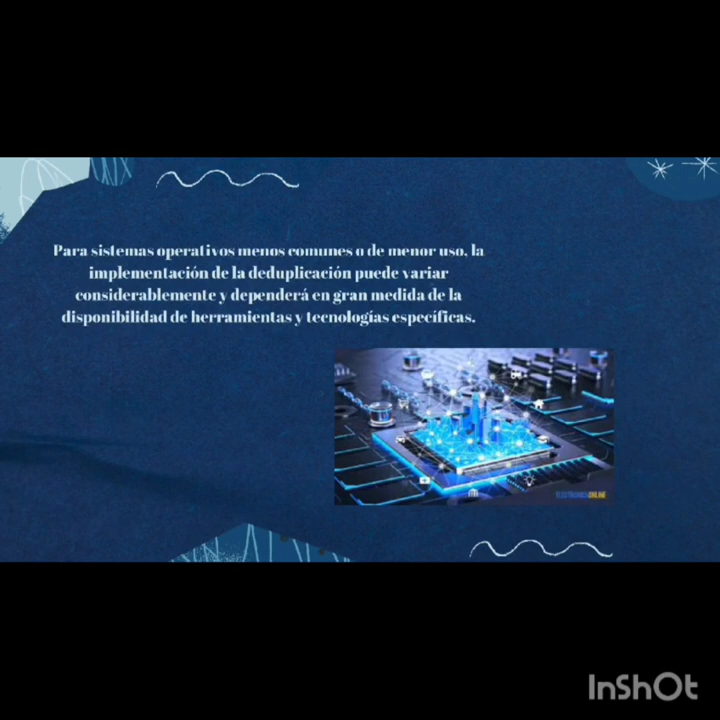 Para sistemas operativos menos comunes o de menor uso, la
implementación de la deduplicación puede variar
considerablemente y dependerá en gran medida de la
disponibilidad de herramientas y tecnologías específicas.
InShOt